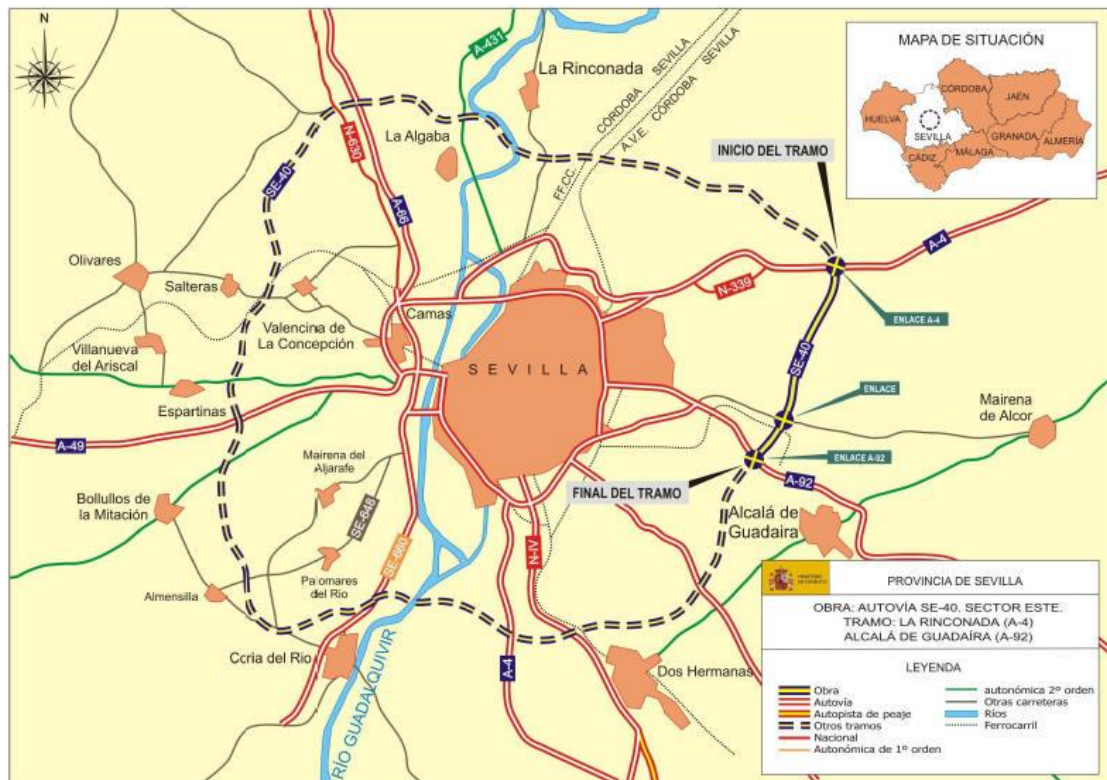 N
A-431
La Rinconada
CÓRDOBA SEVILLA
FF.CC.
CÓRDOBA SEVILLA
A.V.E.
MAPA DE SITUACIÓN
CÓRDOBA
JAÉN
HUELVA
SEVILLA
GRANADA
ALMERÍA
CÁDIZ
MÁLAGA
La Algaba
N-630
INICIO DEL TRAMO
SE-40
A-66
A-4
Olivares
Salteras
N-339
ENLACE A-4
Camas
Valencina de
La Concepción
Villanueva
del Ariscal
SEVILLA
SE-40
Espartinas
ENLACE
Mairena
de Alcor
A-49
ENLACE A-92
Mairena del
Aljarafe
A-92
FINAL DEL TRAMO
Bollullos de
la Mitación
SE-648
Alcalá de
Guadaira
N-IV
SE-660
Almensilla
Palomares
del Río
Coria del Rio
RÍO GUADALQUIVIR
A-4
Dos Hermanas
MINISTERIO
DE FOMENTO
PROVINCIA DE SEVILLA
OBRA: AUTOVÍA SE-40. SECTOR ESTE.
TRAMO: LA RINCONADA (A-4)
ALCALÁ DE GUADAÍRA (A-92)
LEYENDA
Obra
Autovía
Autopista de peaje
Otros tramos
Nacional
Autonómica de 1º orden
autonómica 2º orden
Otras carreteras
Ríos
Ferrocarril